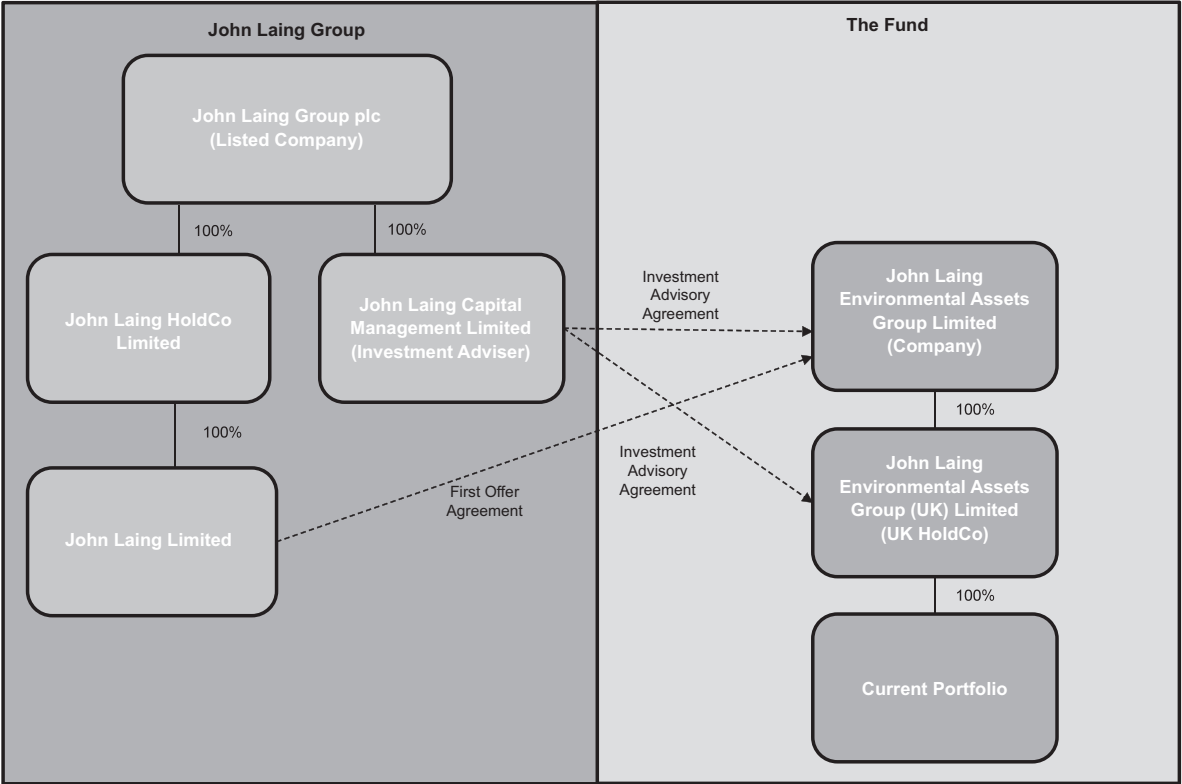 John Laing Group
John Laing Group plc
(Listed Company)
100%
100%
John Laing HoldCo
Limited
John Laing Capital
Management Limited
(Investment Adviser)
100%
John Laing Limited
First Offer
Agreement
The Fund
Investment
Advisory
Agreement
Investment
Advisory
Agreement
John Laing
Environmental Assets
Group Limited
(Company)
100%
John Laing
Environmental Assets
Group (UK) Limited
(UK HoldCo)
100%
Current Portfolio